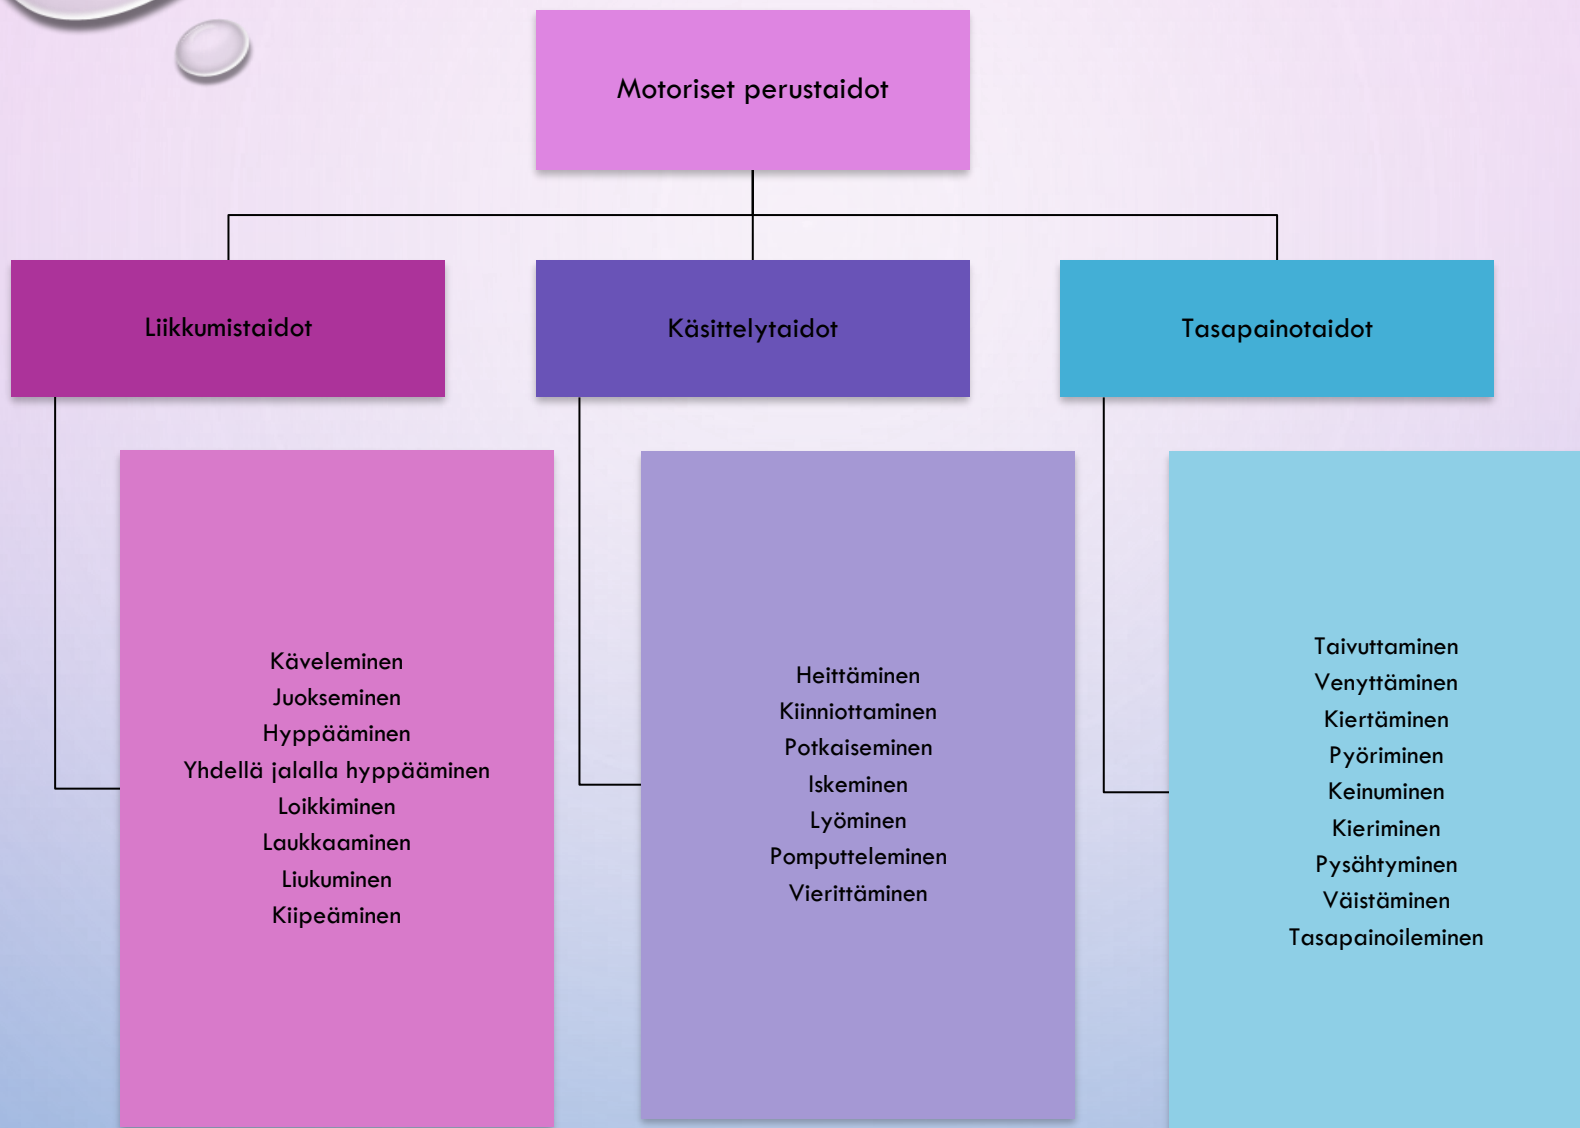 Motoriset perustaidot
Liikkumistaidot
Käveleminen
Juokseminen
Hyppääminen
Yhdellä jalalla hyppääminen
Loikkiminen
Laukkaaminen
Liukuminen
Kiipeäminen
Käsittelytaidot
Heittäminen
Kiinniottaminen
Potkaiseminen
Iskeminen
Lyöminen
Pomputteleminen
Vierittäminen
Tasapainotaidot
Taivuttaminen
Venyttäminen
Kiertäminen
Pyöriminen
Keinuminen
Kieriminen
Pysähtyminen
Väistäminen
Tasapainoileminen